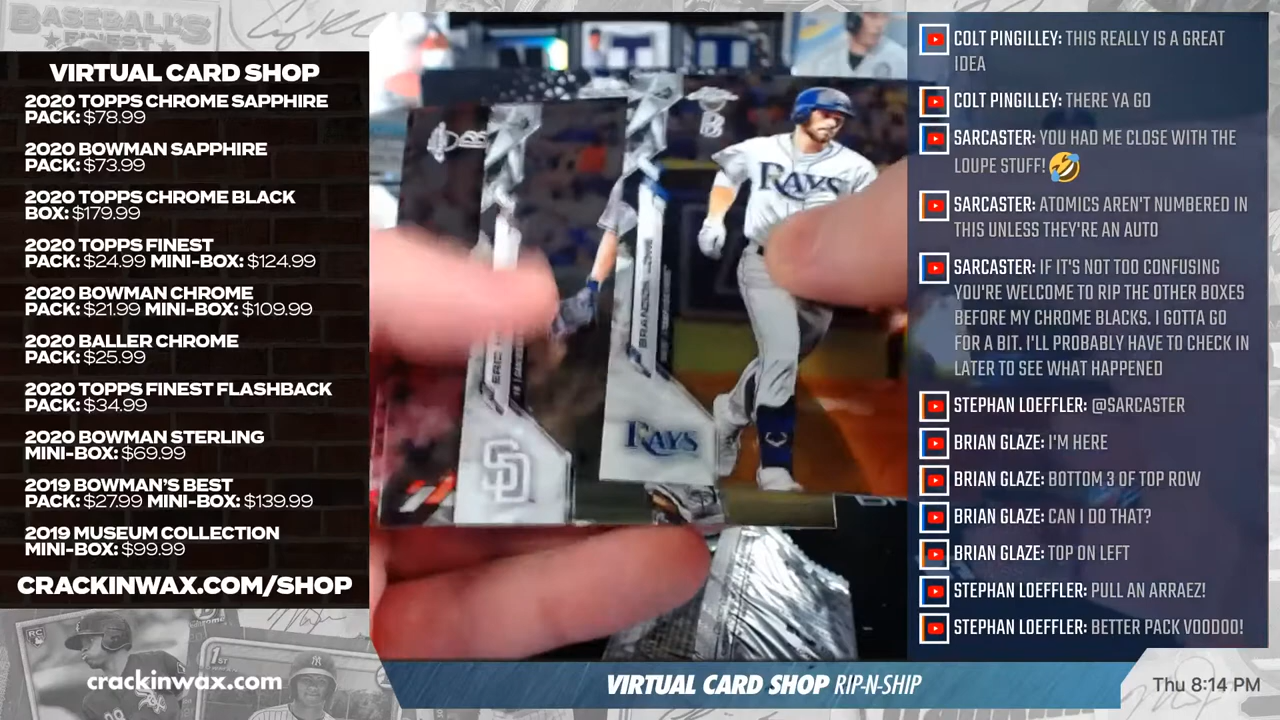 BASEBALL'S
FINEST
VIRTUAL CARD SHOP
2020 TOPPS CHROME SAPPHIRE
PACK: $78.99
2020 BOWMAN SAPPHIRE
PACK: $73.99
2020 TOPPS CHROME BLACK
BOX: $179.99
2020 TOPPS FINEST
PACK: $24.99 MINI-BOX: $124.99
2020 BOWMAN CHROME
PACK: $21.99 MINI-BOX: $109.99
2020 BALLER CHROME
PACK: $25.99
2020 TOPPS FINEST FLASHBACK
PACK: $34.99
2020 BOWMAN STERLING
MINI-BOX: $69.99
2019 BOWMAN'S BEST
PACK: $27.99 MINI-BOX: $139.99
2019 MUSEUM COLLECTION
MINI-BOX: $99.99
CRACKINWAX.COM/SHOP
RC
1st
crackinwax.com
RAYS
RAYS
SD
COLT PINGILLEY: THIS REALLY IS A GREAT
IDEA
COLT PINGILLEY: THERE YA GO
SARCASTER: YOU HAD ME CLOSE WITH THE
LOUPE STUFF!🤣
SARCASTER: ATOMICS AREN'T NUMBERED IN
THIS UNLESS THEY'RE AN AUTO
SARCASTER: IF IT'S NOT TOO CONFUSING
YOU'RE WELCOME TO RIP THE OTHER BOXES
BEFORE MY CHROME BLACKS. I GOTTA GO
FOR A BIT. I'LL PROBABLY HAVE TO CHECK IN
LATER TO SEE WHAT HAPPENED
STEPHAN LOEFFLER: @SARCASTER
BRIAN GLAZE: I'M HERE
BRIAN GLAZE: BOTTOM 3 OF TOP ROW
BRIAN GLAZE: CAN I DO THAT?
BRIAN GLAZE: TOP ON LEFT
STEPHAN LOEFFLER: PULL AN ARRAEZ!
STEPHAN LOEFFLER: BETTER PACK VOODOO!
VIRTUAL CARD SHOP RIP-N-SHIP
Thu 8:14 PM